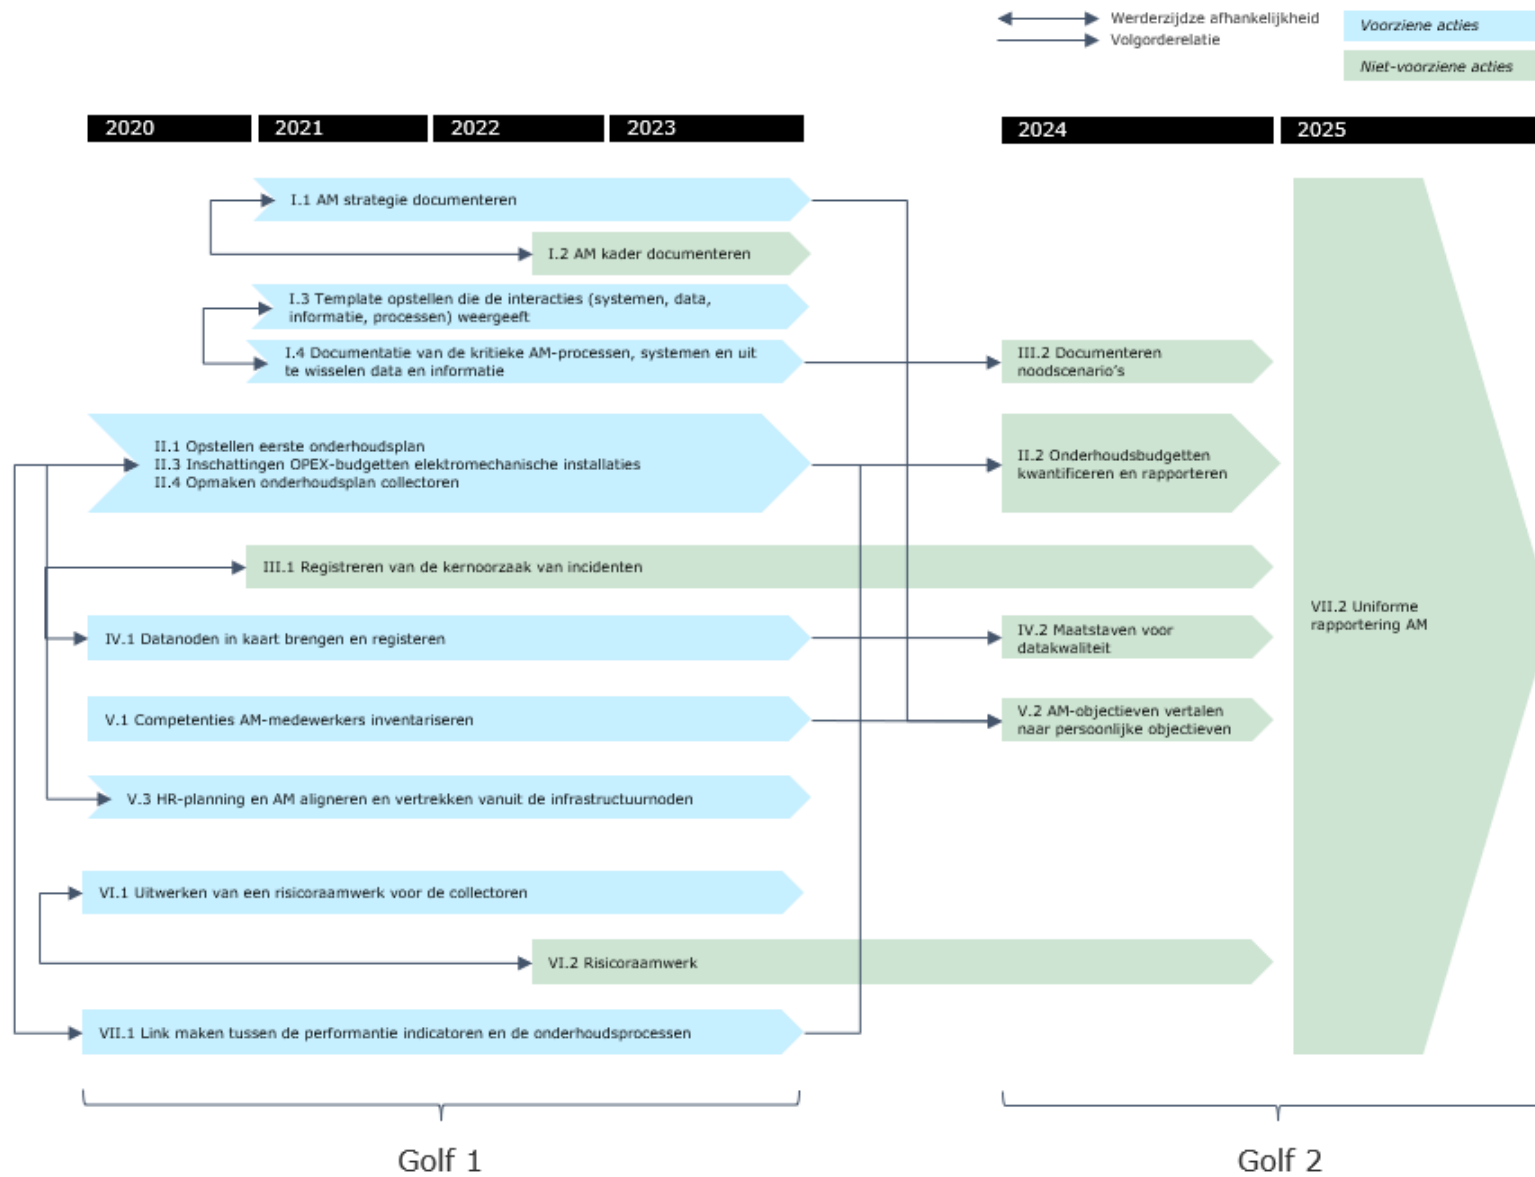 Werderzijdze afhankelijkheid
Volgorderelatie
Voorziene acties
Niet-voorziene acties
2020
2021
2022
2023
2024
2025
I.1 AM strategie documenteren
I.2 AM kader documenteren
I.3 Template opstellen die de interacties (systemen, data,
informatie, processen) weergeeft
I.4 Documentatie van de kritieke AM-processen, systemen en uit
te wisselen data en informatie
III.2 Documenteren
noodscenario's
II.1 Opstellen eerste onderhoudsplan
II.3 Inschattingen OPEX-budgetten elektromechanische installaties
II.4 Opmaken onderhoudsplan collectoren
II.2 Onderhoudsbudgetten
kwantificeren en rapporteren
III.1 Registreren van de kernoorzaak van incidenten
VII.2 Uniforme
rapportering AM
IV.1 Datanoden in kaart brengen en registeren
IV.2 Maatstaven voor
datakwaliteit
V.1 Competenties AM-medewerkers inventariseren
V.2 AM-objectieven vertalen
naar persoonlijke objectieven
V.3 HR-planning en AM aligneren en vertrekken vanuit de infrastructuurnoden
VI.1 Uitwerken van een risicoraamwerk voor de collectoren
VI.2 Risicoraamwerk
VII.1 Link maken tussen de performantie indicatoren en de onderhoudsprocessen
Golf 1
Golf 2